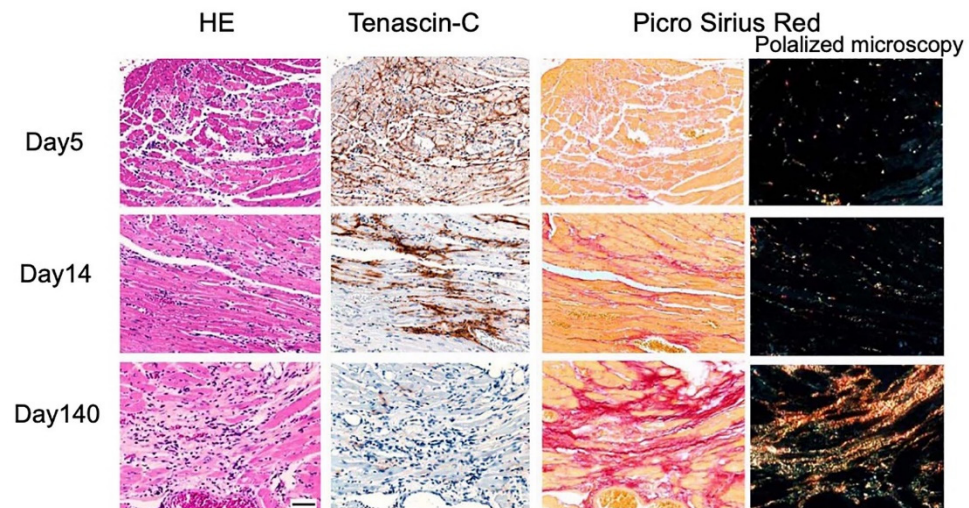 HE
Tenascin-C
Picro Sirius Red
Polalized microscopy
Day5
Day14
Day140